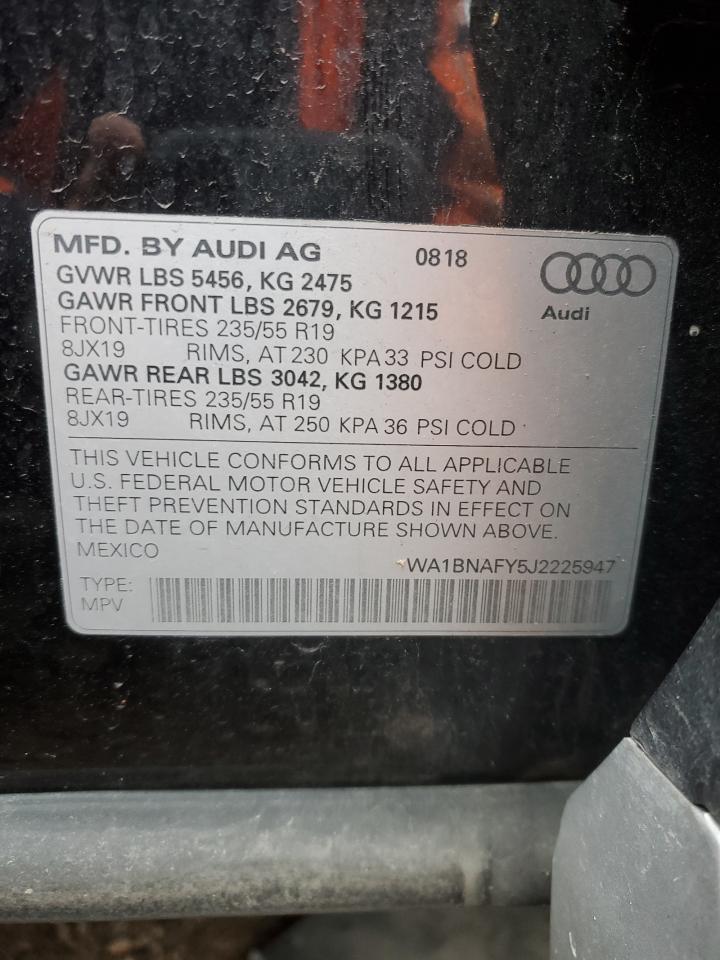 MFD. BY AUDI AG 0818
GVWR LBS 5456, KG 2475
GAWR FRONT LBS 2679, KG 1215
Audi
FRONT-TIRES 235/55 R19
8JX19 RIMS, AT 230 KPA 33 PSI COLD
GAWR REAR LBS 3042, KG 1380
REAR-TIRES 235/55 R19
8JX19 RIMS, AT 250 KPA 36 PSI COLD
THIS VEHICLE CONFORMS TO ALL APPLICABLE
U.S. FEDERAL MOTOR VEHICLE SAFETY AND
THEFT PREVENTION STANDARDS IN EFFECT ON
THE DATE OF MANUFACTURE SHOWN ABOVE.
MEXICO
WA1BNAFY5J2225947
TYPE:
MPV